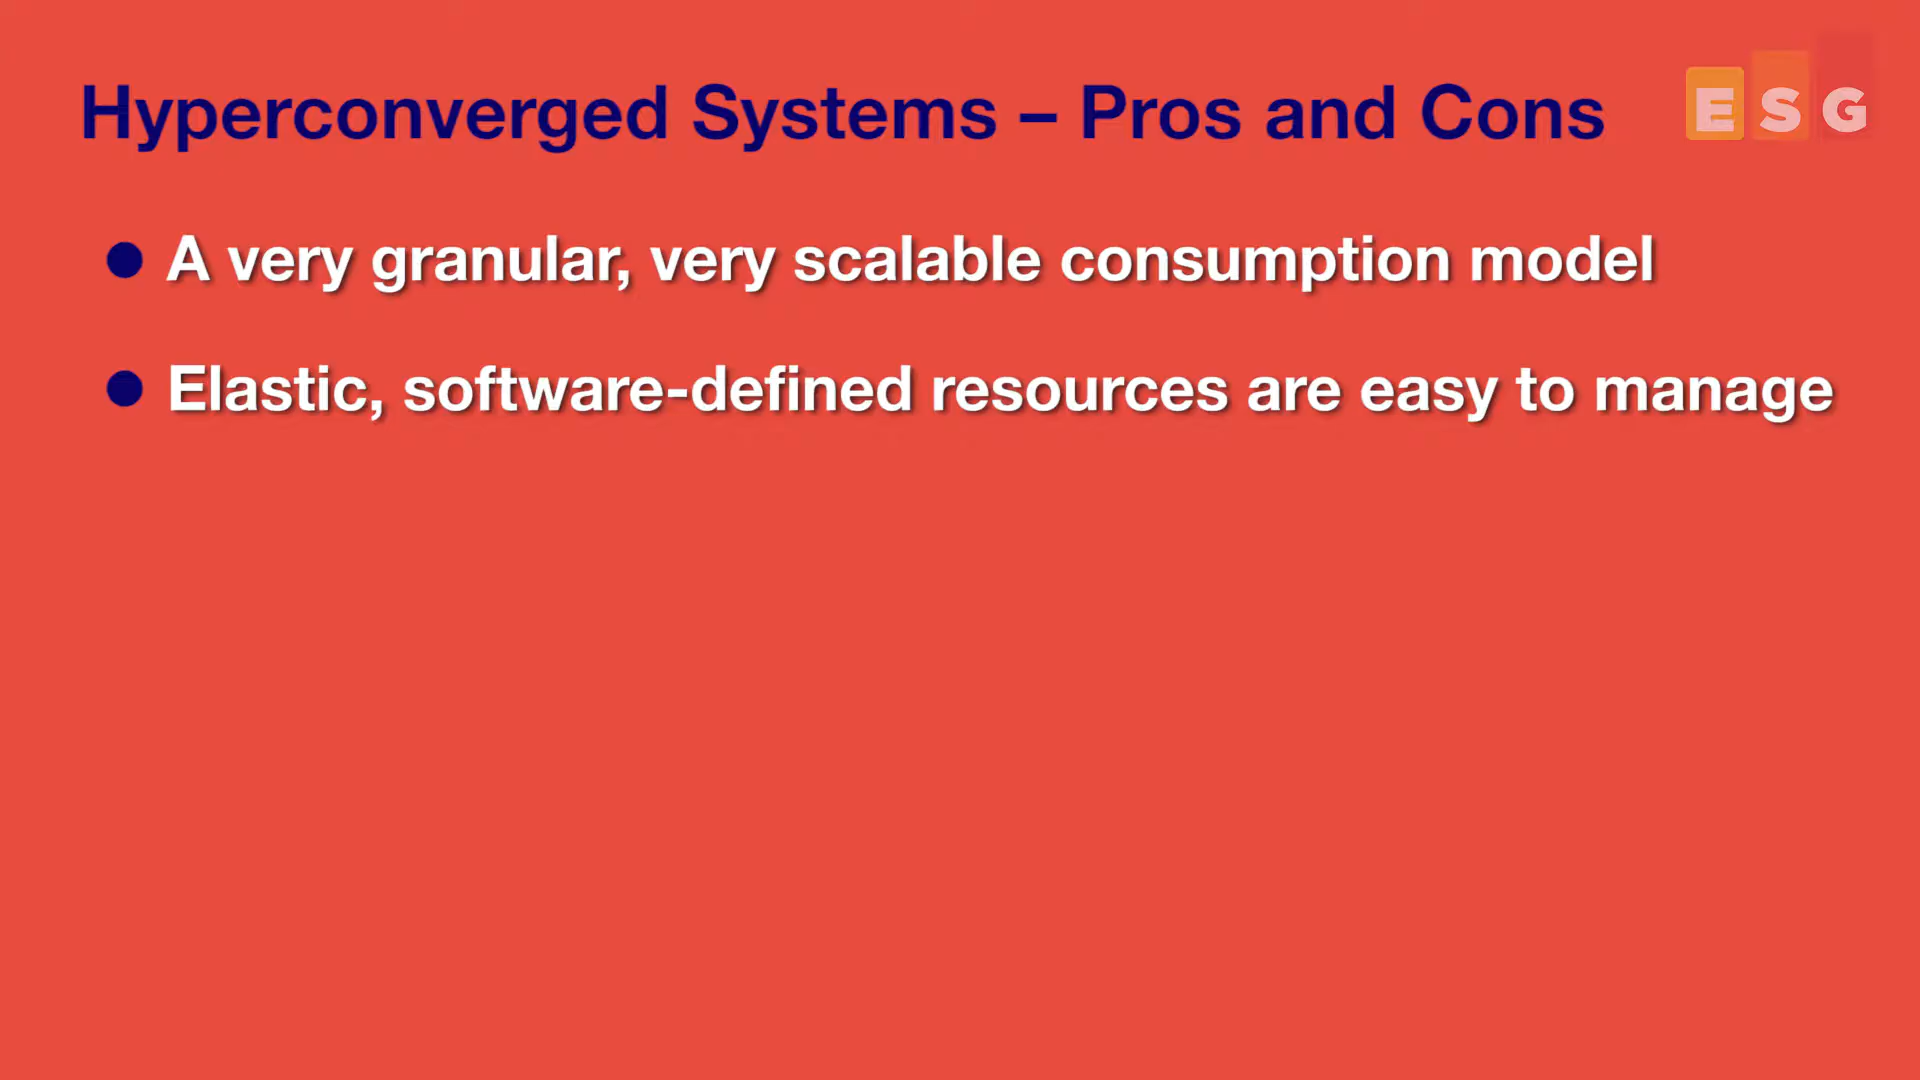 Hyperconverged Systems – Pros and Cons
ESG
A very granular, very scalable consumption model
Elastic, software-defined resources are easy to manage